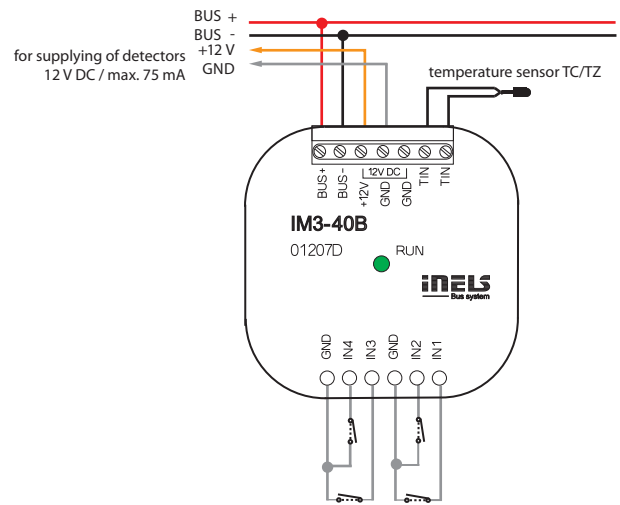 BUS +
BUS -
for supplying of detectors +12 V
12 V DC / max. 75 mA GND
temperature sensor TC/TZ
BUS+ BUS- +12V GND GND TIN TIN
12V DC
IM3-40B
01207D RUN
iNELS
Bus system
GND IN4 IN3 GND IN2 IN1